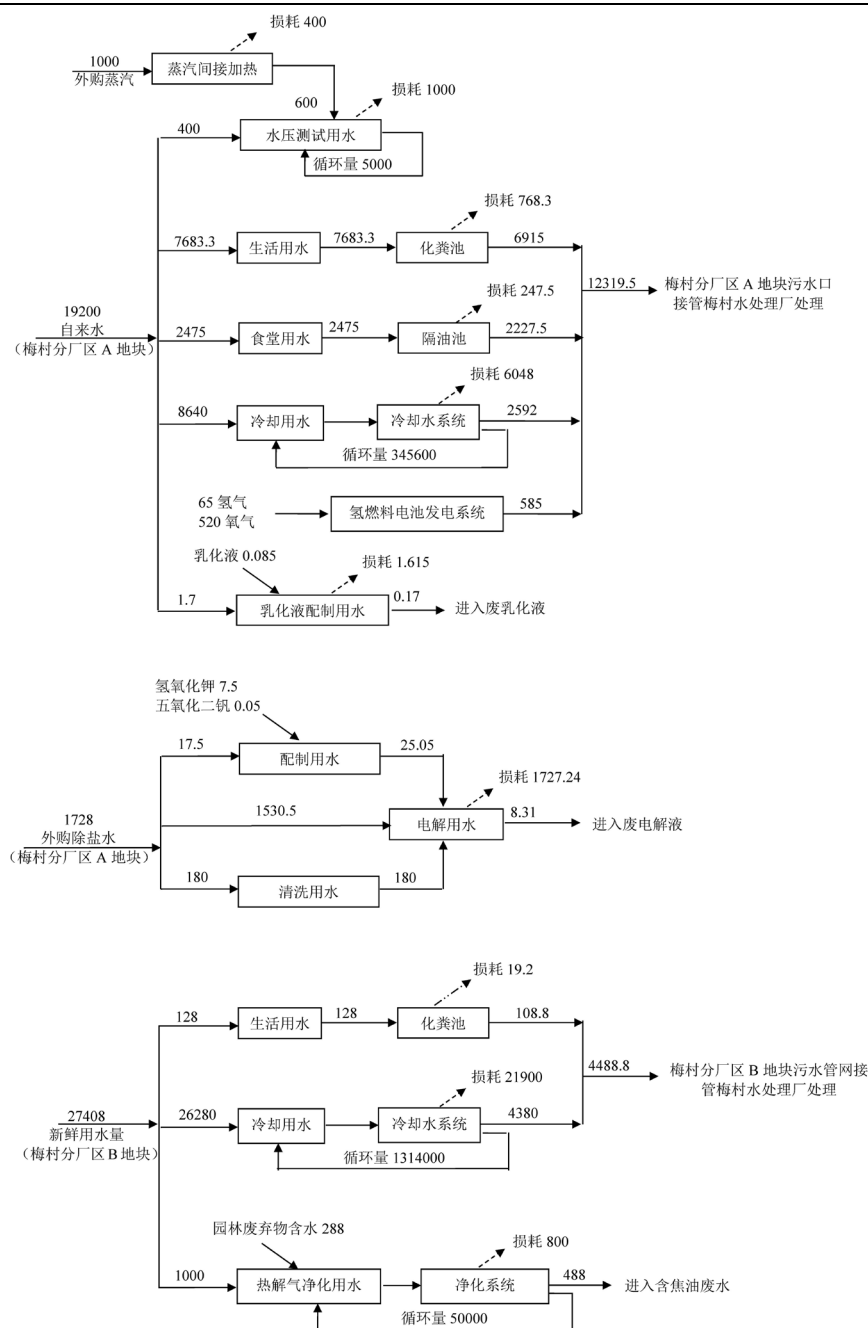 损耗 400
1000
外购蒸汽
蒸汽间接加热
600
损耗 1000
400
水压测试用水
循环量 5000
损耗 768.3
7683.3
生活用水
7683.3
化粪池
6915
12319.5
梅村分厂区 A 地块污水口
接管梅村水处理厂处理
19200
自来水
（梅村分厂区 A 地块）
损耗 247.5
2475
食堂用水
2475
隔油池
2227.5
损耗 6048
8640
冷却用水
冷却水系统
2592
循环量 345600
65 氢气
520 氧气
氢燃料电池发电系统
585
乳化液 0.085
损耗 1.615
1.7
乳化液配制用水
0.17
进入废乳化液
氢氧化钾 7.5
五氧化二钒 0.05
17.5
配制用水
25.05
损耗 1727.24
1728
外购除盐水
（梅村分厂区 A 地块）
1530.5
电解用水
8.31
进入废电解液
180
清洗用水
180
损耗 19.2
128
生活用水
128
化粪池
108.8
4488.8
梅村分厂区 B 地块污水管网接
管梅村水处理厂处理
损耗 21900
27408
新鲜用水量
（梅村分厂区 B 地块）
26280
冷却用水
冷却水系统
4380
循环量 1314000
园林废弃物含水 288
损耗 800
1000
热解气净化用水
净化系统
488
进入含焦油废水
循环量 50000